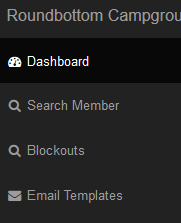 Roundbottom Campgrou
Dashboard
Search Member
Blockouts
Email Templates